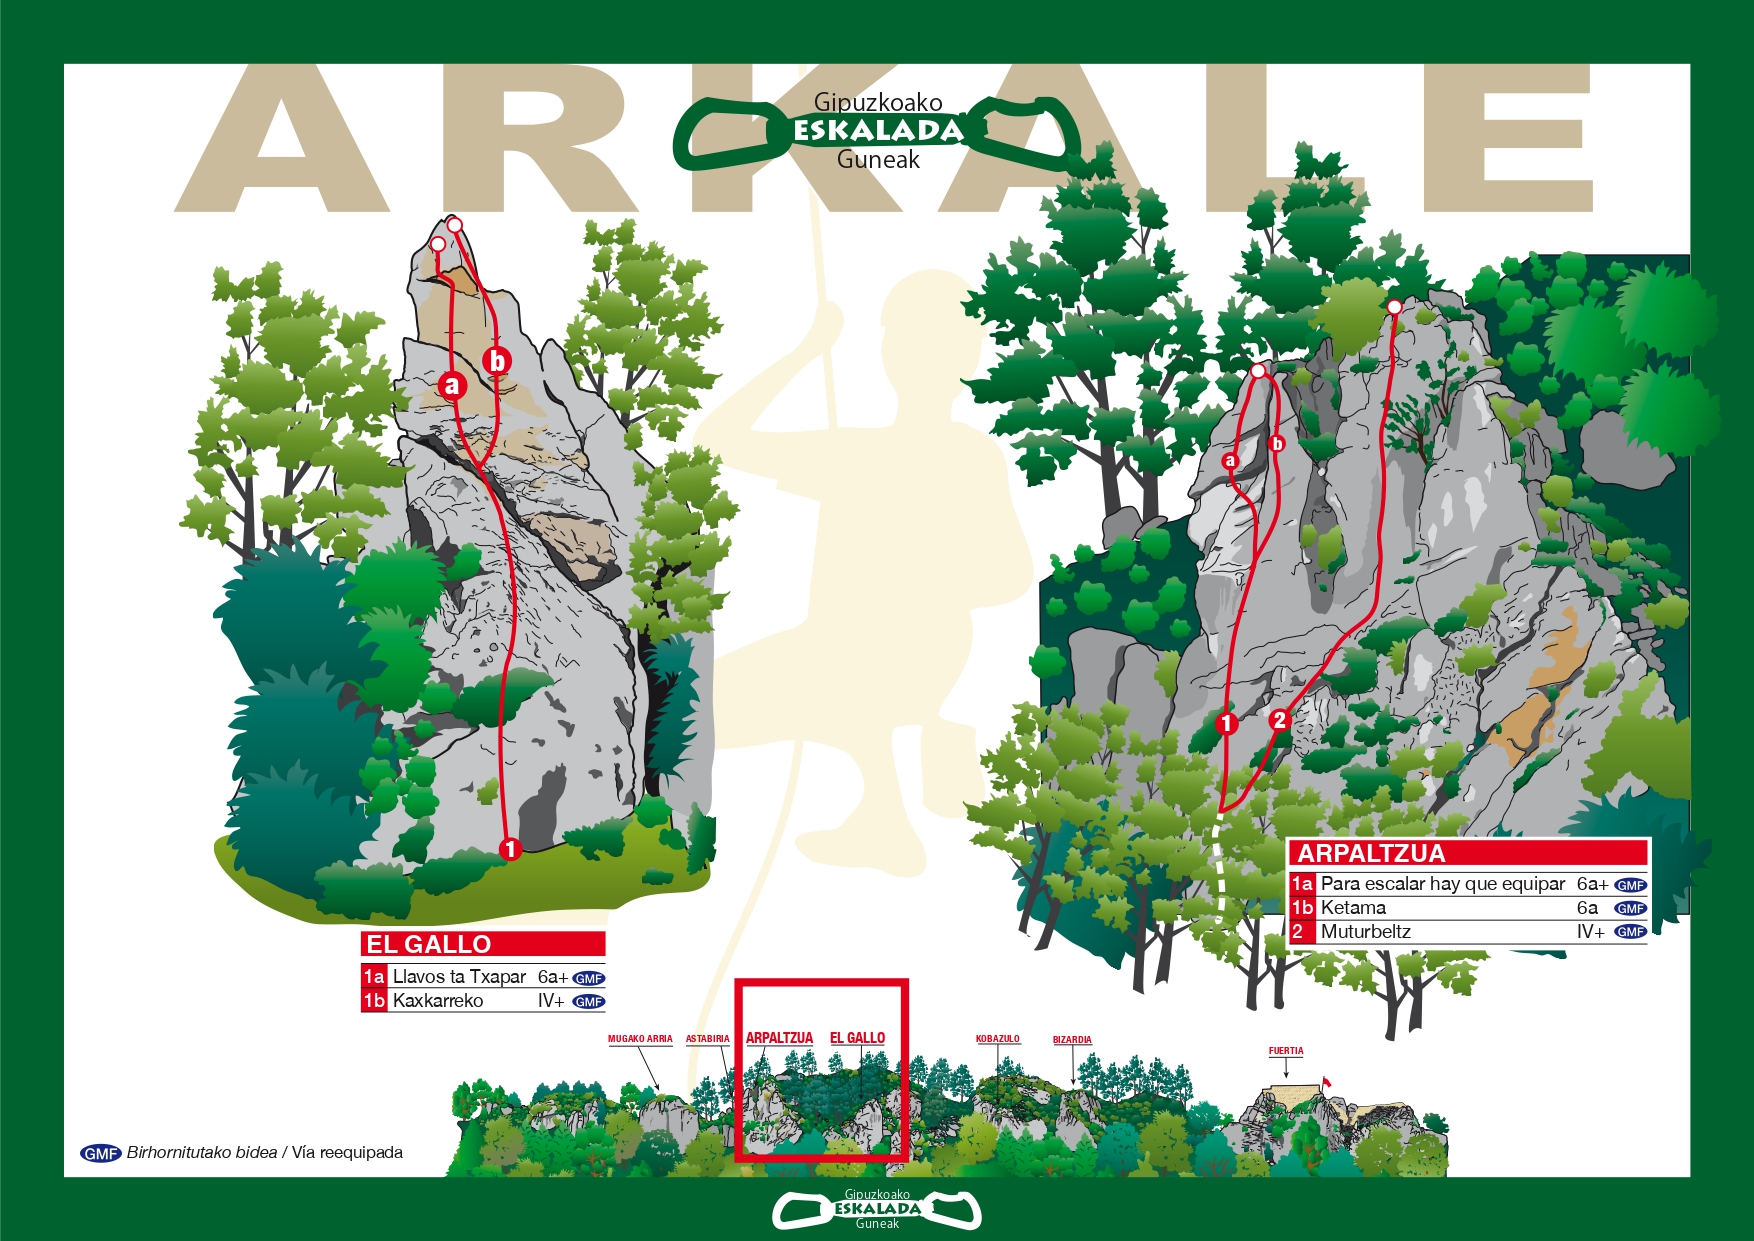 ARKALE
Gipuzkoako
ESKALADA
Guneak
a
b
1
a
b
1
2
EL GALLO
1a Llavos ta Txapar 6a+ GMF
1b Kaxkarreko IV+ GMF
ARPALTZUA
1a Para escalar hay que equipar 6a+ GMF
1b Ketama 6a GMF
2 Muturbeltz IV+ GMF
MUGAKO ARRIA
ASTABIRIA
ARPALTZUA
EL GALLO
KOBAZULO
BIZARDIA
FUERTIA
GMF Birhornitutako bidea / Vía reequipada
Gipuzkoako
ESKALADA
Guneak